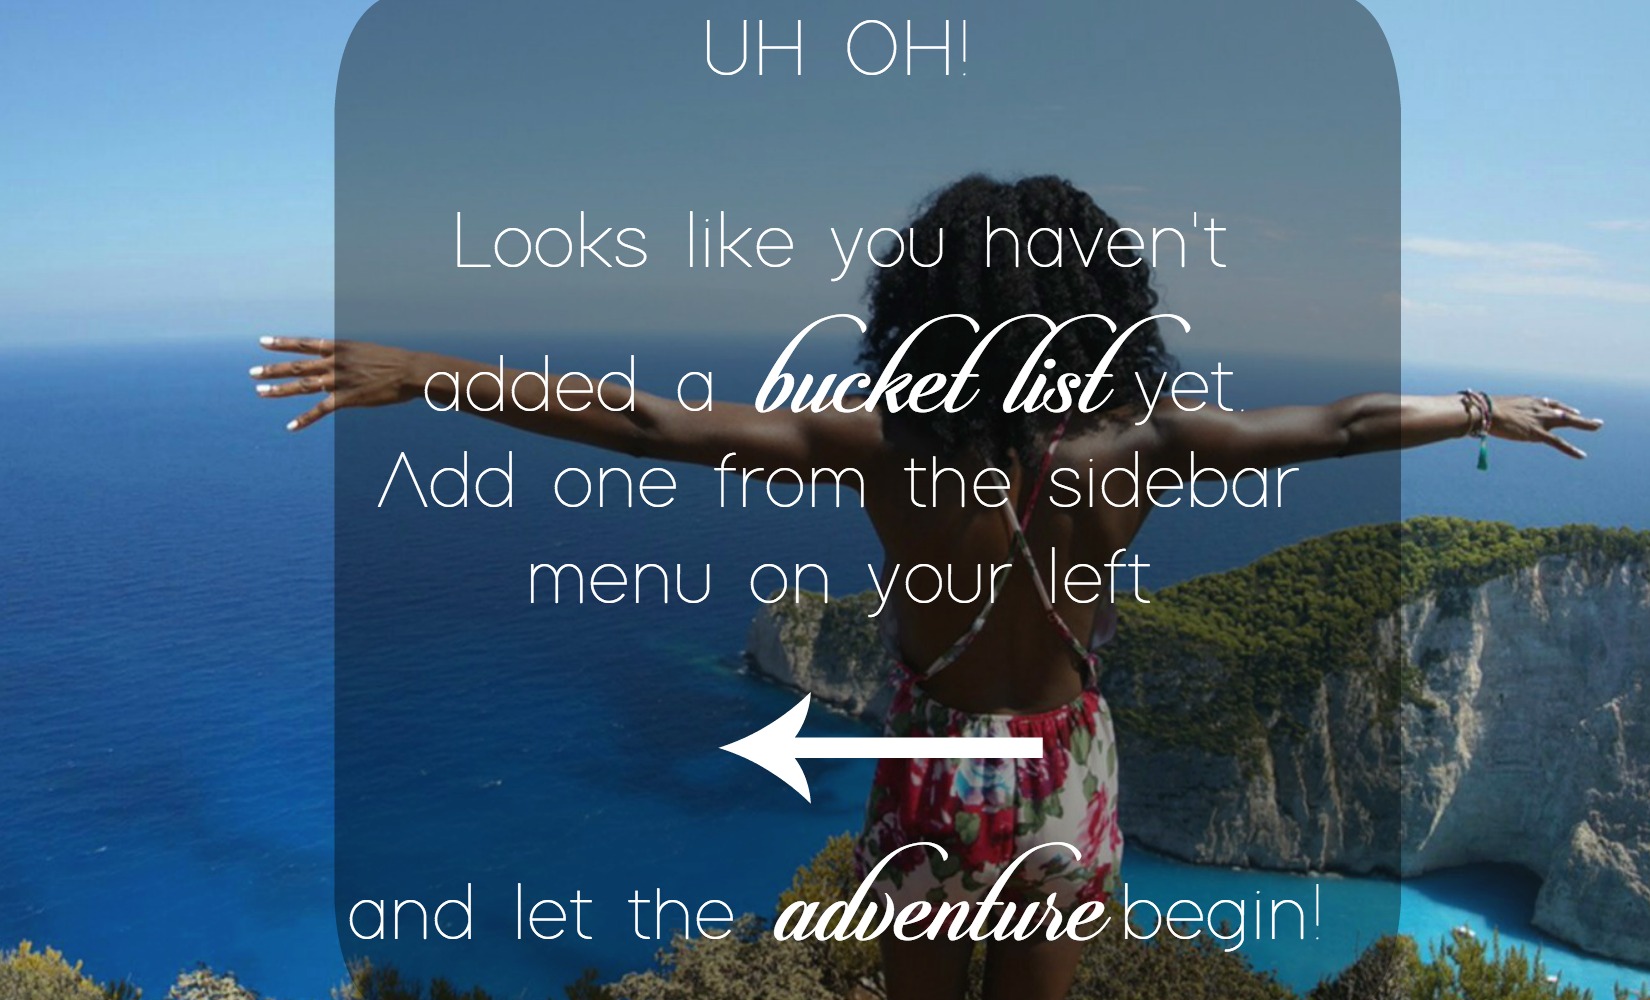 UH OH!
Looks like you haven't
added a bucket list yet.
Add one from the sidebar
menu on your left
and let the adventure begin!